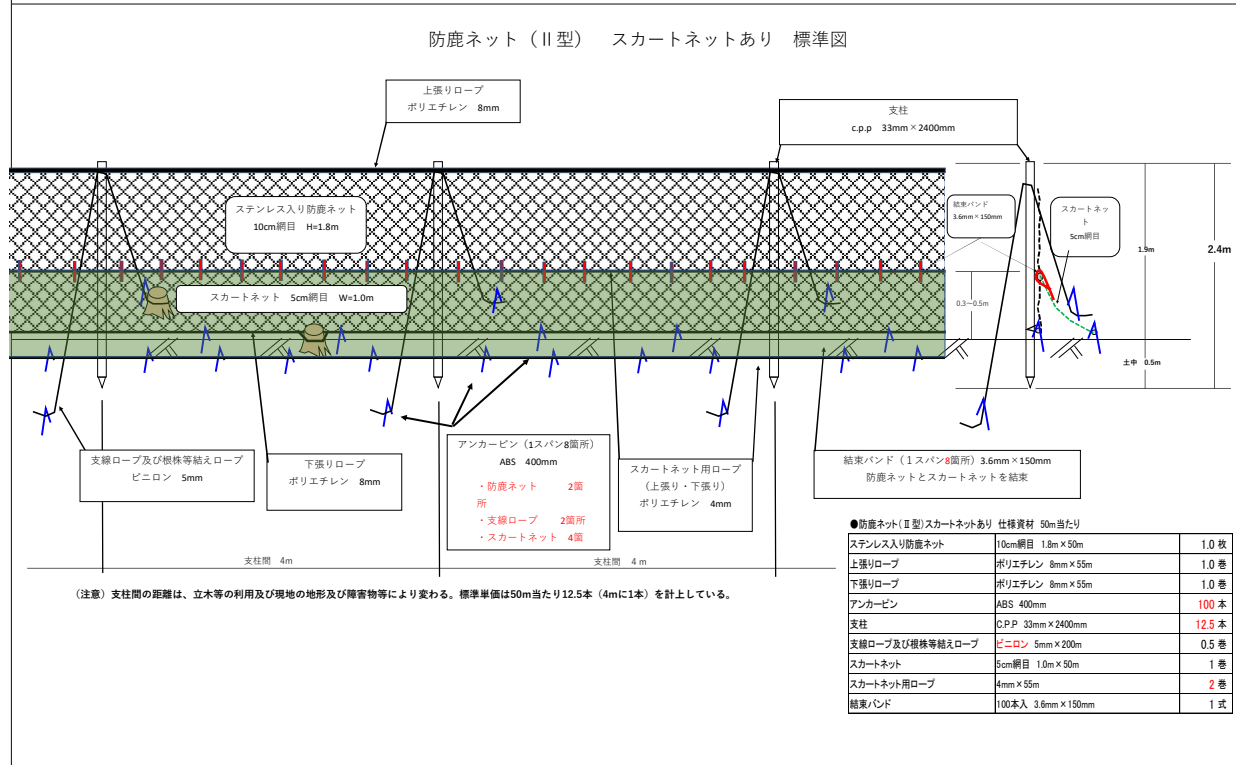 防鹿ネット(Ⅱ型) スカートネットあり 標準図
上張りロープ
ポリエチレン 8mm
支柱
c.p.p 33mm×2400mm
ステンレス入り防鹿ネット
10cm網目 H=1.8m
スカートネット 5cm網目 W=1.0m
結束バンド
3.6mm×150mm
スカートネッ
ト
5cm網目
1.9m
2.4m
0.3~0.5m
土中 0.5m
支線ロープ及び根株等結えロープ
ビニロン 5mm
下張りロープ
ポリエチレン 8mm
アンカーピン(1スパン8箇所)
ABS 400mm
・防鹿ネット 2箇
所
・支線ロープ 2箇所
・スカートネット 4箇
スカートネット用ロープ
(上張り・下張り)
ポリエチレン 4mm
結束バンド(1スパン8箇所)3.6mm×150mm
防鹿ネットとスカートネットを結束
支柱間 4m
支柱間 4m
(注意)支柱間の距離は、立木等の利用及び現地の地形及び障害物等により変わる。標準単価は50m当たり12.5本(4mに1本)を計上している。
●防鹿ネット(Ⅱ型)スカートネットあり 仕様資材 50m当たり
ステンレス入り防鹿ネット 10cm網目 1.8m×50m 1.0 枚
上張りロープ ポリエチレン 8mm×55m 1.0 巻
下張りロープ ポリエチレン 8mm×55m 1.0 巻
アンカーピン ABS 400mm 100 本
支柱 C.P.P 33mm×2400mm 12.5 本
支線ロープ及び根株等結えロープ ビニロン 5mm×200m 0.5 巻
スカートネット 5cm網目 1.0m×50m 1 巻
スカートネット用ロープ 4mm×55m 2 巻
結束バンド 100本入 3.6mm×150mm 1 式